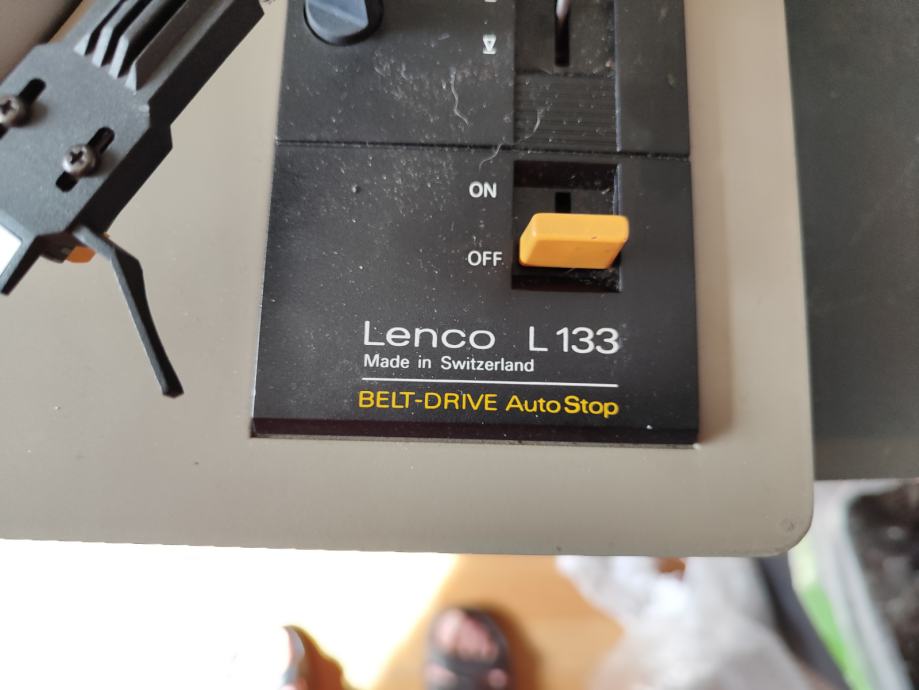 ON
OFF
Lenco L 133
Made in Switzerland
BELT-DRIVE AutoStop